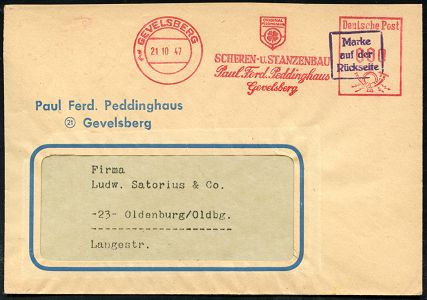 GEVELSBERG
21.10.47
SCHEREN-U.STANZENBAU
Paul Ferd. Peddinghaus
Gevelsberg
Deutsche Post
Marke
auf der
Rückseite
Paul Ferd. Peddinghaus
21 Gevelsberg
Firma
Ludw. Satorius & Co.
-23- Oldenburg/Oldbg.
Langestr.